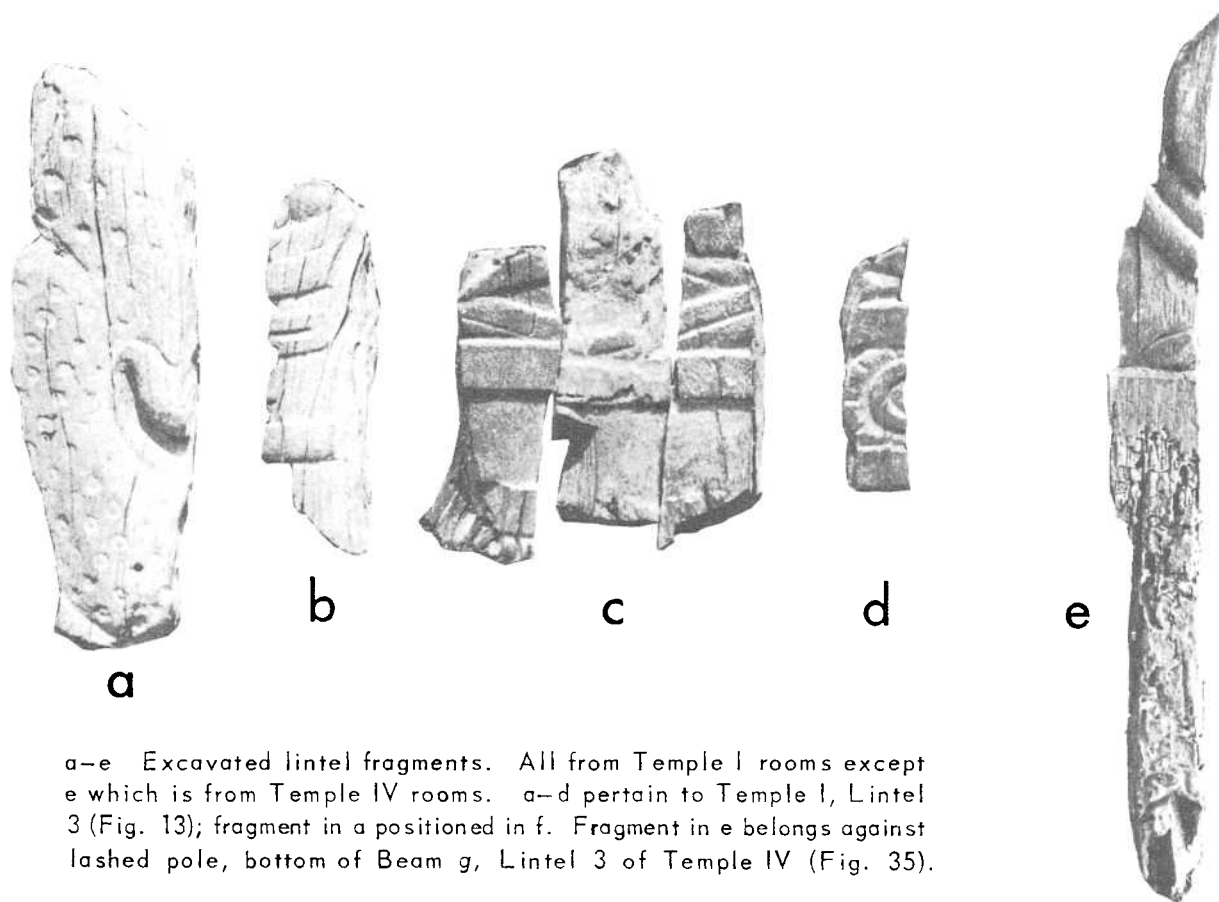 a
b
c
d
e
a–e Excavated lintel fragments. All from Temple I rooms except
e which is from Temple IV rooms. a–d pertain to Temple I, Lintel
3 (Fig. 13); fragment in a positioned in f. Fragment in e belongs against
lashed pole, bottom of Beam g, Lintel 3 of Temple IV (Fig. 35).